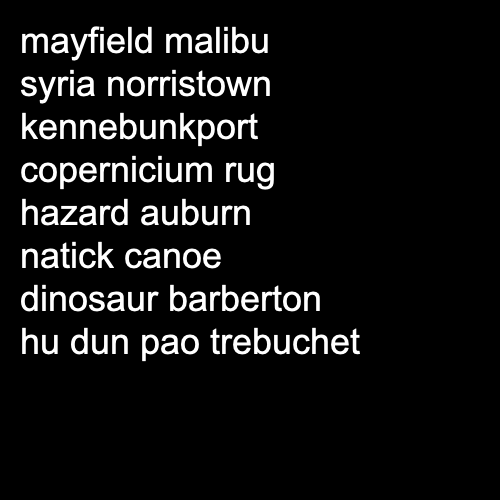 mayfield malibu
syria norristown
kennebunkport
copernicium rug
hazard auburn
natick canoe
dinosaur barberton
hu dun pao trebuchet